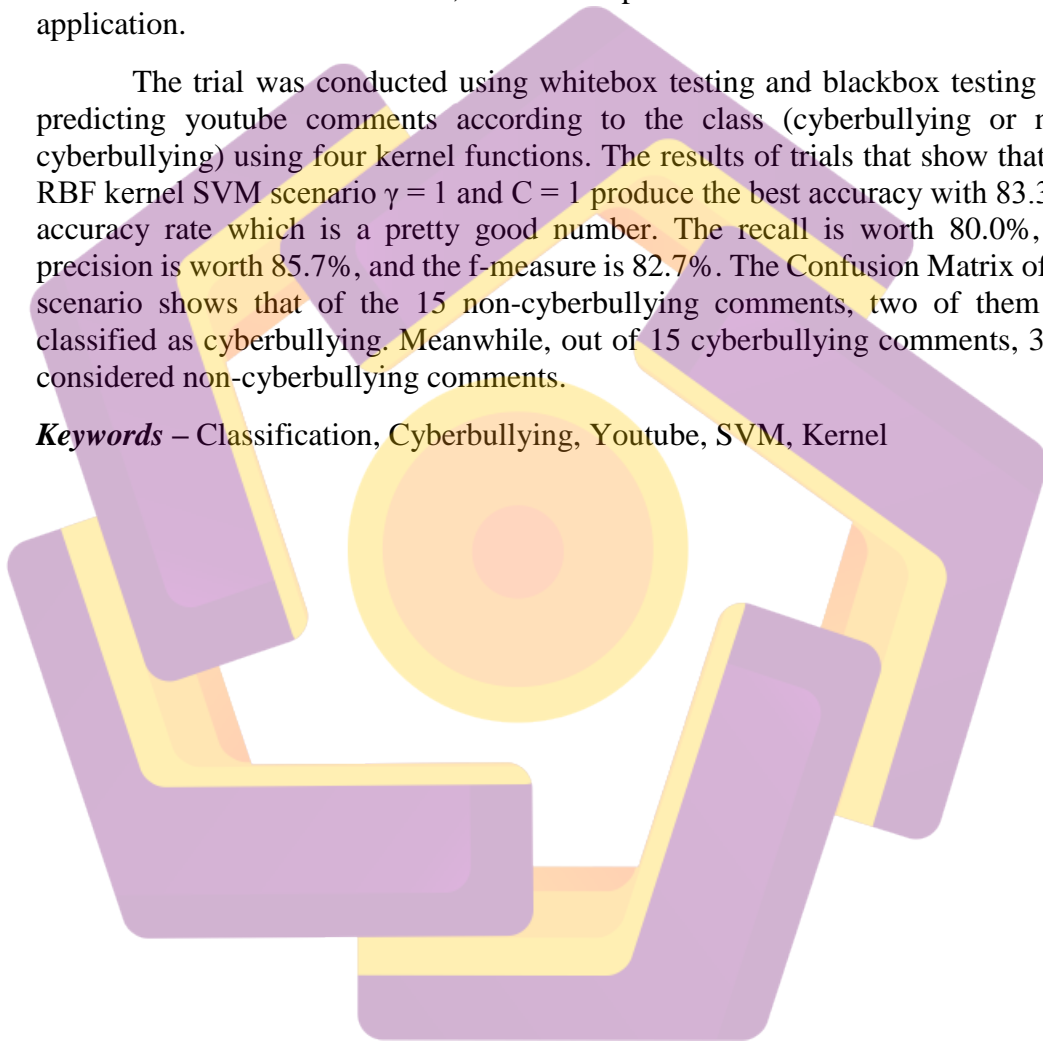 application.
The trial was conducted using whitebox testing and blackbox testing
predicting youtube comments according to the class (cyberbullying or
cyberbullying) using four kernel functions. The results of trials that show that
RBF kernel SVM scenario γ = 1 and C = 1 produce the best accuracy with 83.3
accuracy rate which is a pretty good number. The recall is worth 80.0%,
precision is worth 85.7%, and the f-measure is 82.7%. The Confusion Matrix of
scenario shows that of the 15 non-cyberbullying comments, two of them
classified as cyberbullying. Meanwhile, out of 15 cyberbullying comments, 3
considered non-cyberbullying comments.
Keywords – Classification, Cyberbullying, Youtube, SVM, Kernel